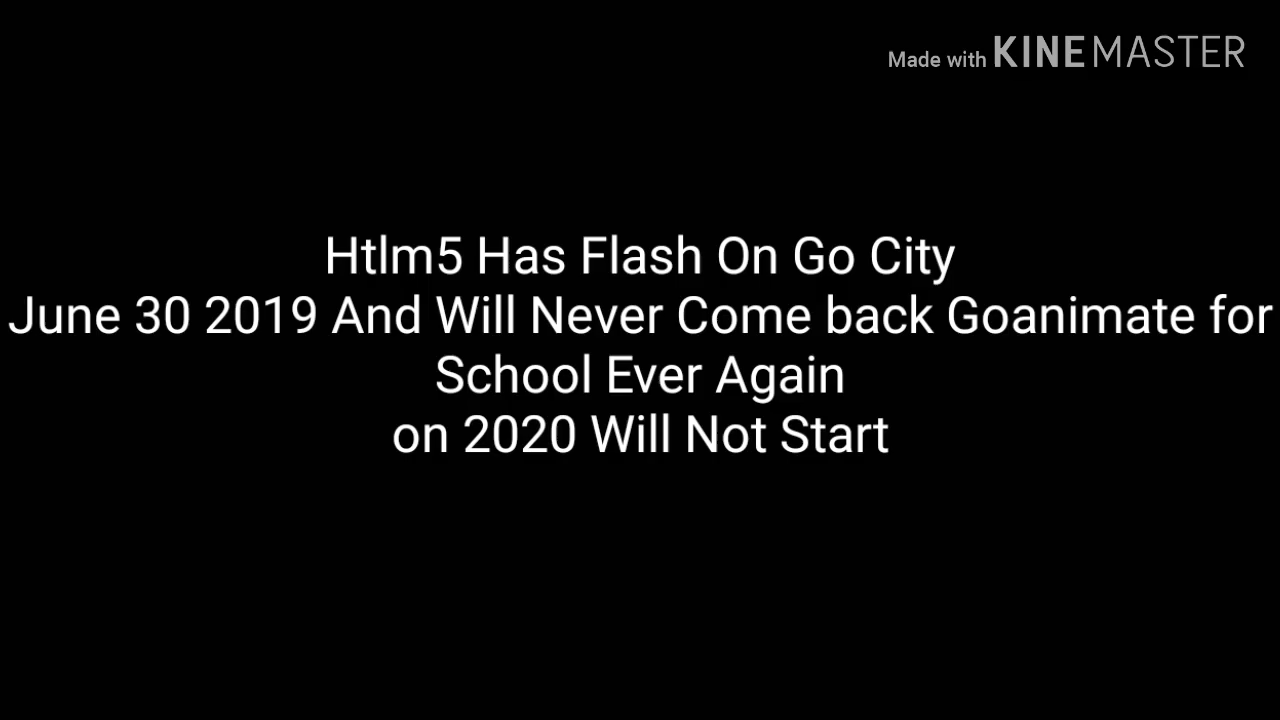 Made with KINEMASTER
Htlm5 Has Flash On Go City
June 30 2019 And Will Never Come back Goanimate for
School Ever Again
on 2020 Will Not Start